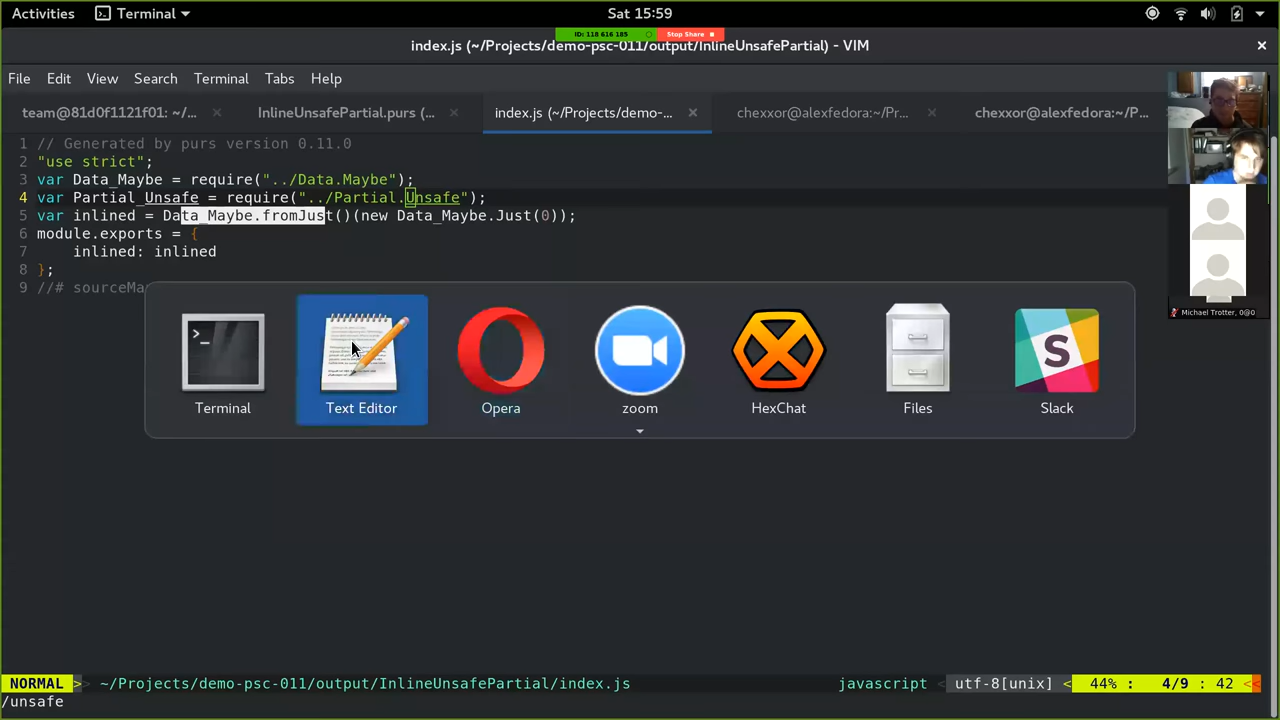 Activities
Terminal
Sat 15:59
ID: 118 616 185
Stop Share
index.js (~/Projects/demo-psc-011/output/InlineUnsafePartial) - VIM
File Edit View Search Terminal Tabs Help
team@81d0f1121f01: ~/...
InlineUnsafePartial.purs (...
index.js (~/Projects/demo-...
chexxor@alexfedora:~/Pr...
chexxor@alexfedora:~/P...
1 // Generated by purs version 0.11.0
2 "use strict";
3 var Data_Maybe = require("../Data.Maybe");
4 var Partial_Unsafe = require("../Partial.Unsafe");
5 var inlined = Data_Maybe.fromJust()(new Data_Maybe.Just(0));
6 module.exports = {
7     inlined: inlined
8 };
9 //# sourceMa
Michael Trotter, 0@0
Terminal
Text Editor
Opera
zoom
HexChat
Files
S
Slack
NORMAL >> ~/Projects/demo-psc-011/output/InlineUnsafePartial/index.js
javascript < utf-8[unix] < 44% : 4/9 : 42 <<
/unsafe